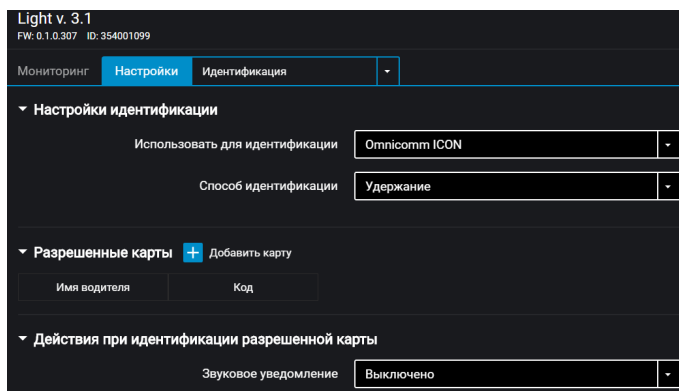 Light v. 3.1
FW: 0.1.0.307 ID: 354001099
Мониторинг Настройки Идентификация
Настройки идентификации
Использовать для идентификации Omnicomm ICON
Способ идентификации Удержание
Разрешенные карты + Добавить карту
Имя водителя Код
Действия при идентификации разрешенной карты
Звуковое уведомление Выключено